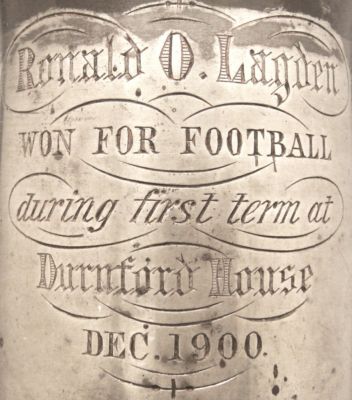 Ronald O. Lagden
WON FOR FOOTBALL
during first term at
Durnford House
DEC. 1900.